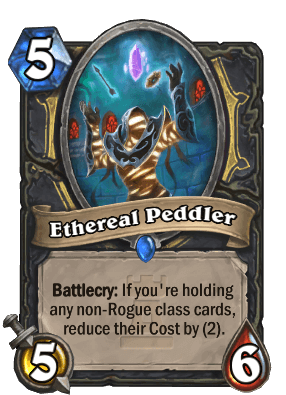 5
Ethereal Peddler
Battlecry: If you're holding
any non-Rogue class cards,
reduce their Cost by (2).
5
6